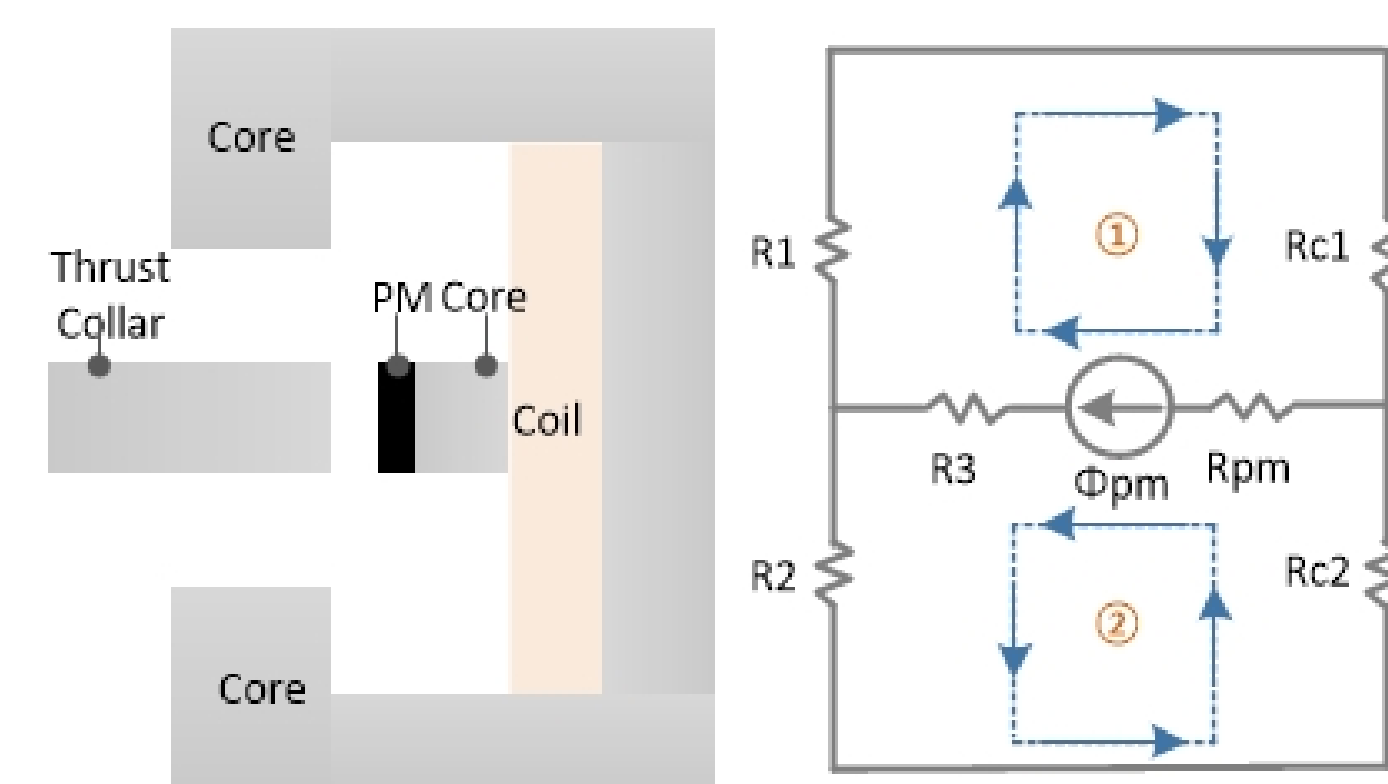 Core
Thrust
Collar
PM Core
Coil
Core
R1
①
Rc1
R3
Φpm
Rpm
R2
②
Rc2